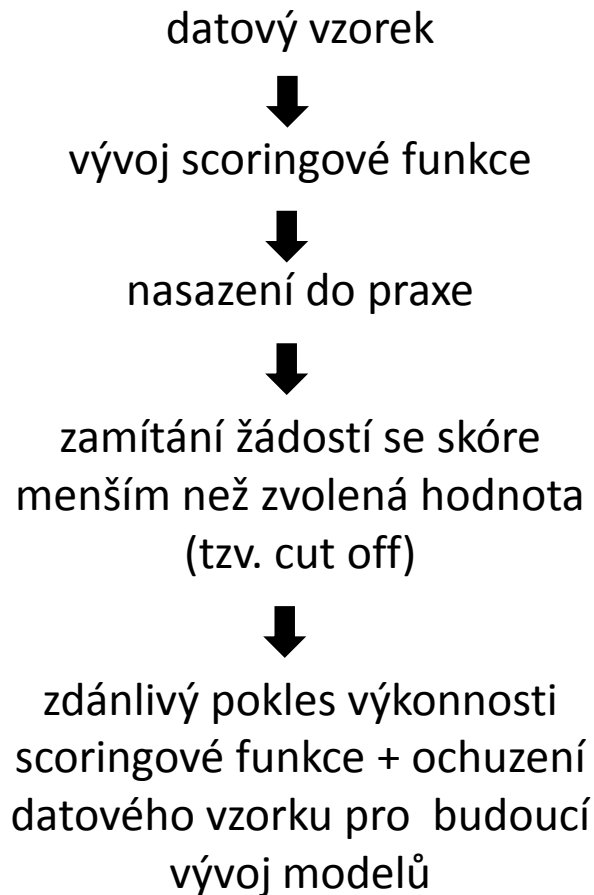 datový vzorek
vývoj scoringové funkce
nasazení do praxe
zamítání žádostí se skóre
menším než zvolená hodnota
(tzv. cut off)
zdánlivý pokles výkonnosti
scoringové funkce + ochuzení
datového vzorku pro budoucí
vývoj modelů